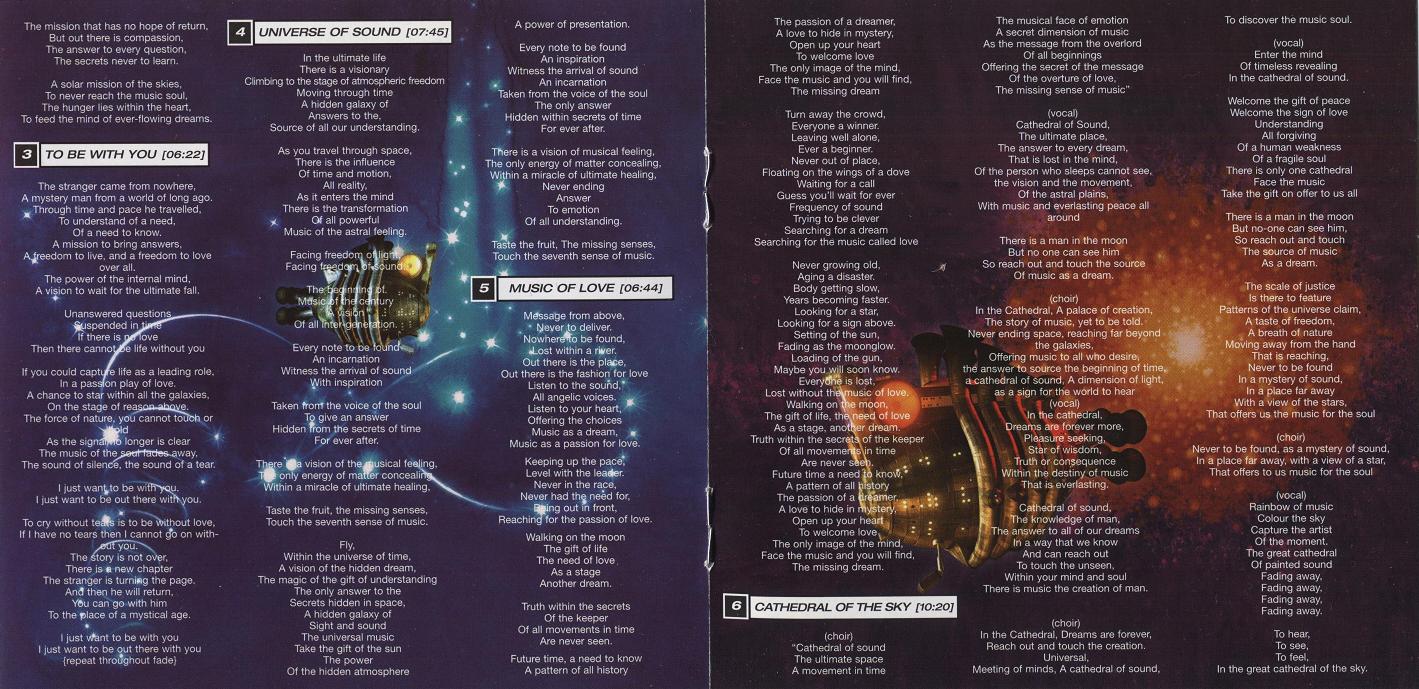 The mission that has no hope of return,
But out there is compassion,
The answer to every question,
The secrets never to learn.
A solar mission of the skies,
To never reach the music soul,
The hunger lies within the heart,
To feed the mind of ever-flowing dreams.
3 TO BE WITH YOU [06:22]
The stranger came from nowhere,
A mystery man from a world of long ago.
Through time and pace he travelled,
To understand of a need,
Of a need to know.
A mission to bring answers,
A freedom to live, and a freedom to love
over all.
The power of the internal mind,
A vision to wait for the ultimate fall.
Unanswered questions
Suspended in time
If there is no love
Then there cannot be life without you
If you could capture life as a leading role,
In a passion play of love.
A chance to star within all the galaxies,
On the stage of reason above.
The force of nature, you cannot touch or
hold
As the signal no longer is clear
The music of the soul fades away,
The sound of silence, the sound of a tear.
I just want to be with you.
I just want to be out there with you.
To cry without tears is to be without love,
If I have no tears then I cannot go on with-
out you.
The story is not over,
There is a new chapter
The stranger is turning the page.
And then he will return,
You can go with him
To the place of a mystical age.
I just want to be with you
I just want to be out there with you
{repeat throughout fade}
4 UNIVERSE OF SOUND [07:45]
In the ultimate life
There is a visionary
Climbing to the stage of atmospheric freedom
Moving through time
A hidden galaxy of
Answers to the,
Source of all our understanding.
As you travel through space,
There is the influence
Of time and motion,
All reality,
As it enters the mind
There is the transformation
Of all powerful
Music of the astral feeling.
Facing freedom of light,
Facing freedom of sound.
The beginning of.
Music of the century
A vision
Of all Inter-generation.
Every note to be found
An incarnation
Witness the arrival of sound
With inspiration
Taken from the voice of the soul
To give an answer
Hidden from the secrets of time
For ever after.
There is a vision of the musical feeling,
The only energy of matter concealing,
Within a miracle of ultimate healing,
Taste the fruit, the missing senses,
Touch the seventh sense of music.
Fly,
Within the universe of time,
A vision of the hidden dream,
The magic of the gift of understanding
The only answer to the
Secrets hidden in space,
A hidden galaxy of
Sight and sound
The universal music
Take the gift of the sun
The power
Of the hidden atmosphere
A power of presentation.
Every note to be found
An inspiration
Witness the arrival of sound
An incarnation
Taken from the voice of the soul
The only answer
Hidden within secrets of time
For ever after.
There is a vision of musical feeling,
The only energy of matter concealing,
Within a miracle of ultimate healing,
Never ending
Answer
To emotion
Of all understanding.
Taste the fruit, The missing senses,
Touch the seventh sense of music.
5 MUSIC OF LOVE [06:44]
Message from above,
Never to deliver.
Nowhere to be found,
Lost within a river.
Out there is the place,
Out there is the fashion for love
Listen to the sound,
All angelic voices.
Listen to your heart,
Offering the choices
Music as a dream,
Music as a passion for love.
Keeping up the pace,
Level with the leader.
Never in the race,
Never had the need for,
Being out in front,
Reaching for the passion of love.
Walking on the moon
The gift of life
The need of love
As a stage
Another dream.
Truth within the secrets
Of the keeper
Of all movements in time
Are never seen.
Future time, a need to know
A pattern of all history
The passion of a dreamer,
A love to hide in mystery,
Open up your heart
To welcome love
The only image of the mind,
Face the music and you will find,
The missing dream
Turn away the crowd,
Everyone a winner.
Leaving well alone,
Ever a beginner.
Never out of place,
Floating on the wings of a dove
Waiting for a call
Guess you'll wait for ever
Frequency of sound
Trying to be clever
Searching for a dream
Searching for the music called love
Never growing old,
Aging a disaster.
Body getting slow,
Years becoming faster.
Looking for a star,
Looking for a sign above.
Setting of the sun,
Fading as the moonglow.
Loading of the gun,
Maybe you will soon know.
Everyone is lost,
Lost without the music of love.
Walking on the moon,
The gift of life, the need of love
As a stage, another dream.
Truth within the secrets of the keeper
Of all movements in time
Are never seen.
Future time a need to know,
A pattern of all history
The passion of a dreamer,
A love to hide in mystery,
Open up your heart
To welcome love,
The only image of the mind,
Face the music and you will find,
The missing dream.
6 CATHEDRAL OF THE SKY [10:20]
(choir)
"Cathedral of sound
The ultimate space
A movement in time
The musical face of emotion
A secret dimension of music
As the message from the overlord
Of all beginnings
Offering the secret of the message
Of the overture of love,
The missing sense of music"
(vocal)
Cathedral of Sound,
The ultimate place,
The answer to every dream,
That is lost in the mind,
Of the person who sleeps cannot see,
the vision and the movement,
Of the astral plains,
With music and everlasting peace all
around
There is a man in the moon
But no one can see him
So reach out and touch the source
Of music as a dream.
(choir)
In the Cathedral, A palace of creation,
The story of music, yet to be told.
Never ending space, reaching far beyond
the galaxies,
Offering music to all who desire,
the answer to source the beginning of time,
a cathedral of sound, A dimension of light,
as a sign for the world to hear
(vocal)
In the cathedral,
Dreams are forever more,
Pleasure seeking,
Star of wisdom,
Truth or consequence
Within the destiny of music
That is everlasting.
Cathedral of sound,
The knowledge of man,
The answer to all of our dreams
In a way that we know
And can reach out
To touch the unseen,
Within your mind and soul
There is music the creation of man.
(choir)
In the Cathedral, Dreams are forever,
Reach out and touch the creation.
Universal,
Meeting of minds, A cathedral of sound,
To discover the music soul.
(vocal)
Enter the mind
Of timeless revealing
In the cathedral of sound.
Welcome the gift of peace
Welcome the sign of love
Understanding
All forgiving
Of a human weakness
Of a fragile soul
There is only one cathedral
Face the music
Take the gift on offer to us all
There is a man in the moon
But no-one can see him,
So reach out and touch
The source of music
As a dream.
The scale of justice
Is there to feature
Patterns of the universe claim,
A taste of freedom,
A breath of nature
Moving away from the hand
That is reaching,
Never to be found
In a mystery of sound,
In a place far away
With a view of the stars,
That offers us the music for the soul
(choir)
Never to be found, as a mystery of sound,
In a place far away, with a view of a star,
That offers to us music for the soul
(vocal)
Rainbow of music
Colour the sky
Capture the artist
Of the moment.
The great cathedral
Of painted sound
Fading away,
Fading away,
Fading away,
Fading away.
To hear,
To see,
To feel,
In the great cathedral of the sky.